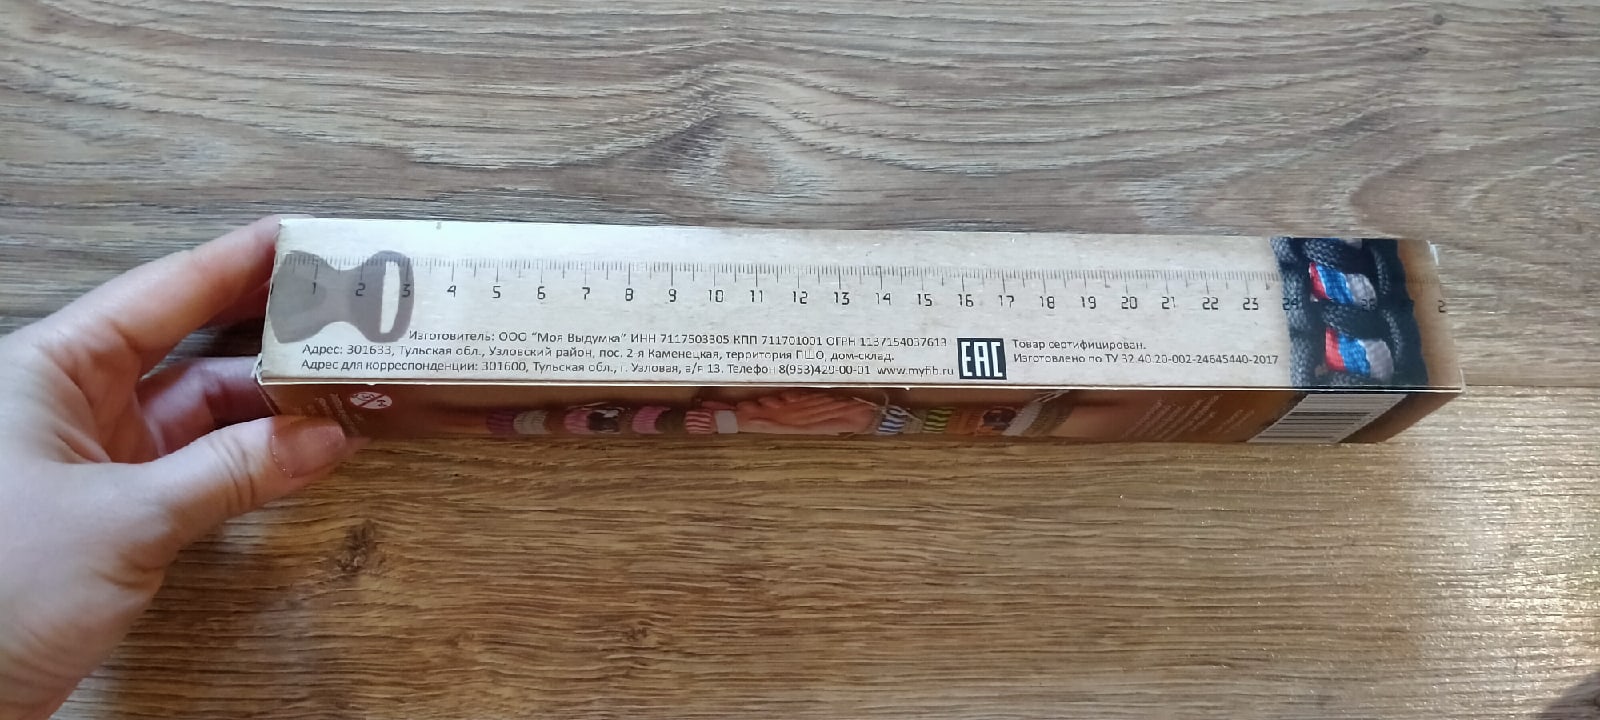 1 2 3 4 5 6 7 8 9 10 11 12 13 14 15 16 17 18 19 20 21 22 23 24
Изготовитель: ООО "Моя Выдумка" ИНН 7117503305 КПП 711701001 ОГРН 1137154037613
Адрес: 301633, Тульская обл., Узловский район, пос. 2-я Каменецкая, территория ПШО, дом-склад.
Адрес для корреспонденции: 301600, Тульская обл., г. Узловая, а/я 13. Телефон 8(953)429-00-01 www.myfib.ru
EAC
Товар сертифицирован.
Изготовлено по ТУ 32.40.20-002-24645440-2017